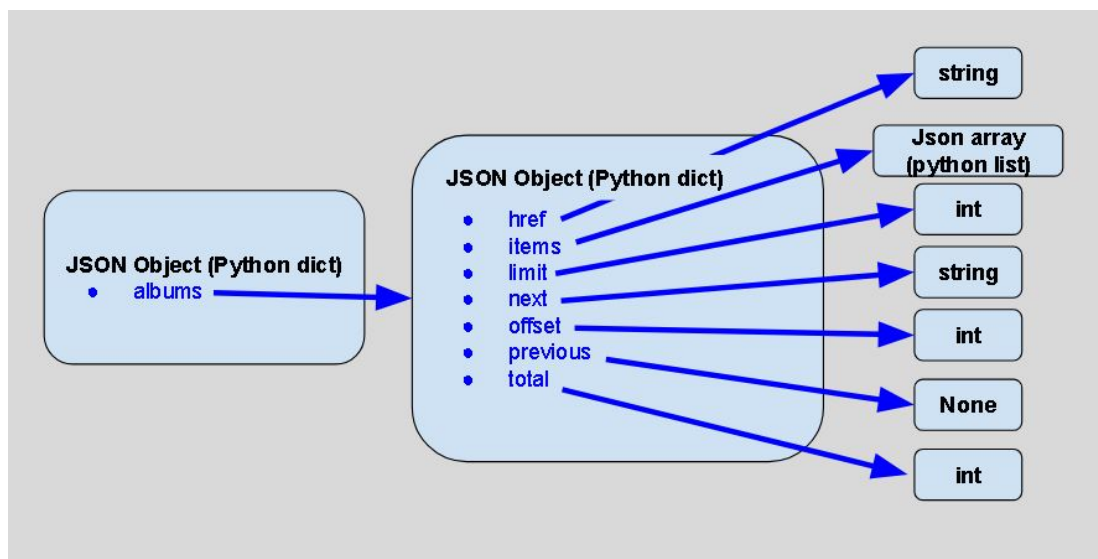 JSON Object (Python dict)
• albums
JSON Object (Python dict)
• href
• items
• limit
• next
• offset
• previous
• total
string
Json array
(python list)
int
string
int
None
int